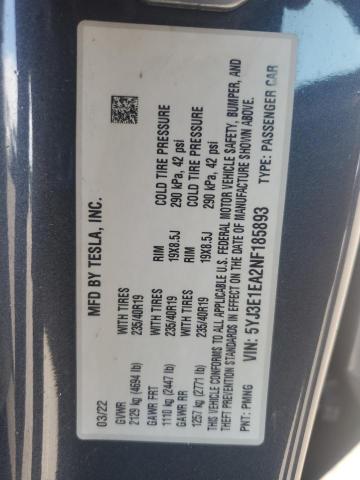 MFD BY TESLA, INC.
03/22
GVWR
2129 kg (4694 lb)
WITH TIRES
235/40R19
COLD TIRE PRESSURE
290 kPa, 42 psi
GAWR FRT
1110 kg (2447 lb)
WITH TIRES
235/40R19
RIM
19X8.5J
COLD TIRE PRESSURE
290 kPa, 42 psi
GAWR RR
1257 kg (2771 lb)
WITH TIRES
235/40R19
RIM
19X8.5J
THIS VEHICLE CONFORMS TO ALL APPLICABLE U.S. FEDERAL MOTOR VEHICLE SAFETY, BUMPER, AND
THEFT PREVENTION STANDARDS IN EFFECT ON THE DATE OF MANUFACTURE SHOWN ABOVE.
PNT: PMNG
VIN: 5YJ3E1EA2NF185893
TYPE: PASSENGER CAR